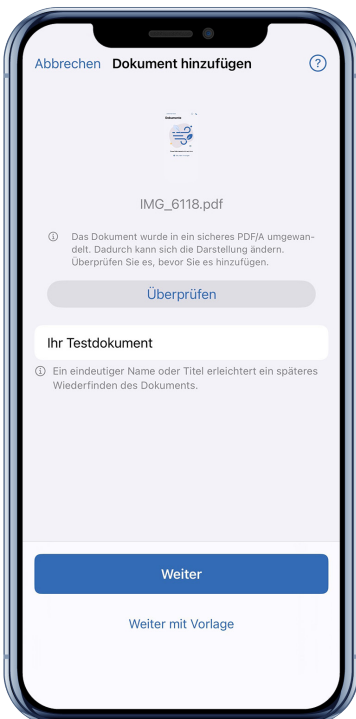 Abbrechen Dokument hinzufügen ?
Dokumente
IMG_6118.pdf
Das Dokument wurde in ein sicheres PDF/A umgewan-
delt. Dadurch kann sich die Darstellung ändern.
Überprüfen Sie es, bevor Sie es hinzufügen.
Überprüfen
Ihr Testdokument
Ein eindeutiger Name oder Titel erleichtert ein späteres
Wiederfinden des Dokuments.
Weiter
Weiter mit Vorlage